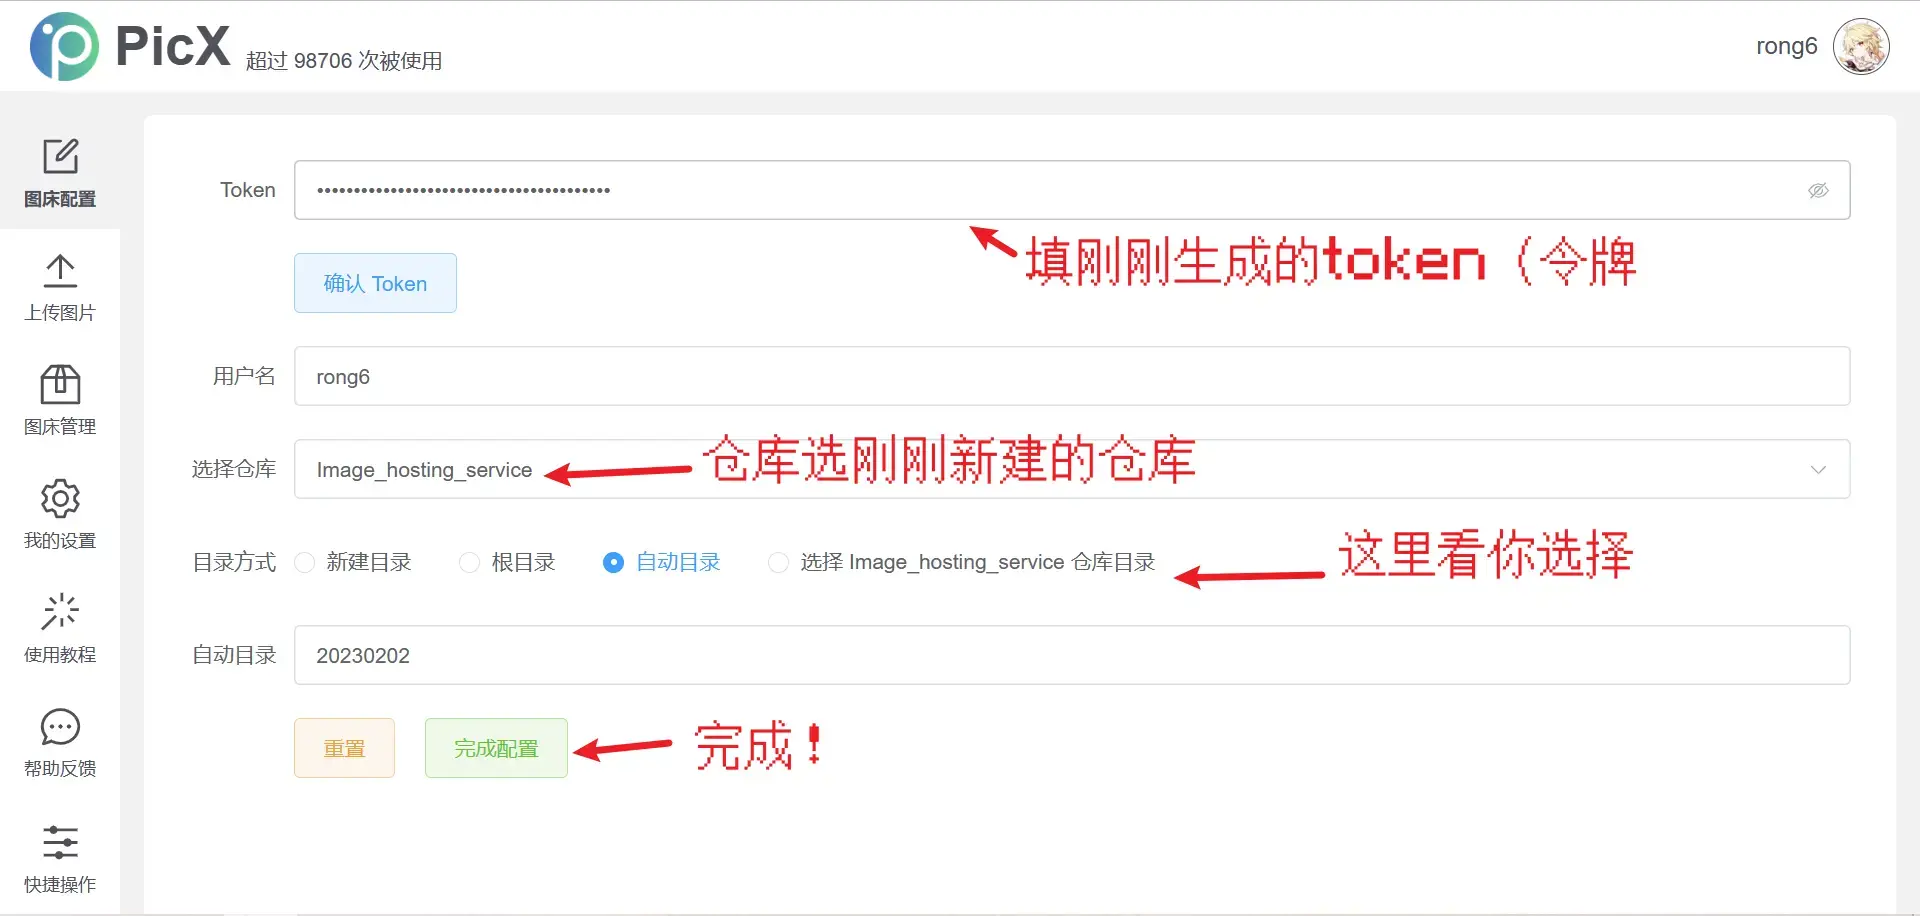 PicX 超过 98706 次被使用
rong6
图床配置
上传图片
图床管理
我的设置
使用教程
帮助反馈
快捷操作
Token ••••••••••••••••••••••••••••••••••••••••
填刚刚生成的token（令牌
确认 Token
用户名 rong6
选择仓库 Image_hosting_service
仓库选刚刚新建的仓库
目录方式 新建目录 根目录 自动目录 选择 Image_hosting_service 仓库目录
这里看你选择
自动目录 20230202
重置 完成配置
完成！